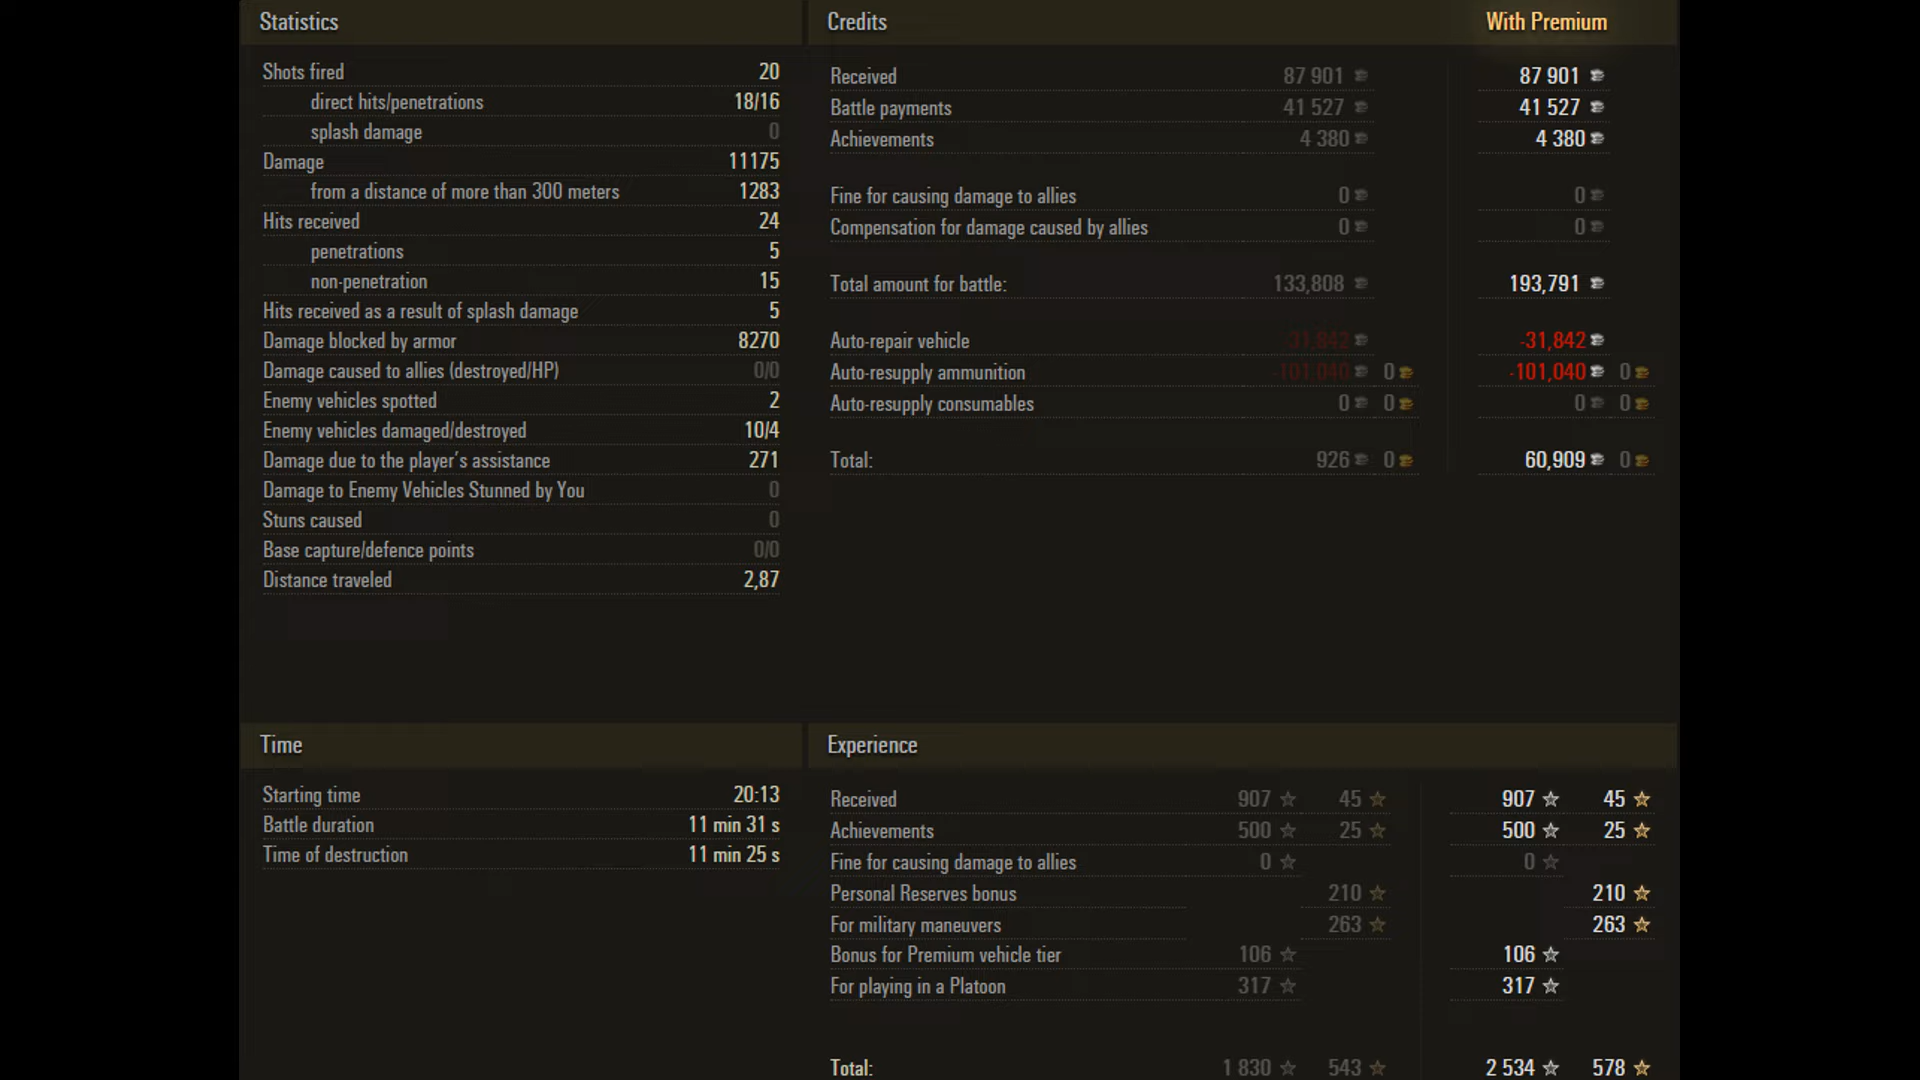 Statistics
Shots fired 20
direct hits/penetrations 18/16
splash damage 0
Damage 11175
from a distance of more than 300 meters 1283
Hits received 24
penetrations 5
non-penetration 15
Hits received as a result of splash damage 5
Damage blocked by armor 8270
Damage caused to allies (destroyed/HP) 0/0
Enemy vehicles spotted 2
Enemy vehicles damaged/destroyed 10/4
Damage due to the player's assistance 271
Damage to Enemy Vehicles Stunned by You 0
Stuns caused 0
Base capture/defence points 0/0
Distance traveled 2,87
Credits With Premium
Received 87 901 87 901
Battle payments 41 527 41 527
Achievements 4 380 4 380
Fine for causing damage to allies 0 0
Compensation for damage caused by allies 0 0
Total amount for battle: 133,808 193,791
Auto-repair vehicle -31,842 -31,842
Auto-resupply ammunition -101 040 0 -101,040 0
Auto-resupply consumables 0 0 0 0
Total: 926 0 60,909 0
Time
Starting time 20:13
Battle duration 11 min 31 s
Time of destruction 11 min 25 s
Experience
Received 907 45 907 45
Achievements 500 25 500 25
Fine for causing damage to allies 0 0
Personal Reserves bonus 210 210
For military maneuvers 263 263
Bonus for Premium vehicle tier 106 106
For playing in a Platoon 317 317
Total: 1 830 543 2 534 578